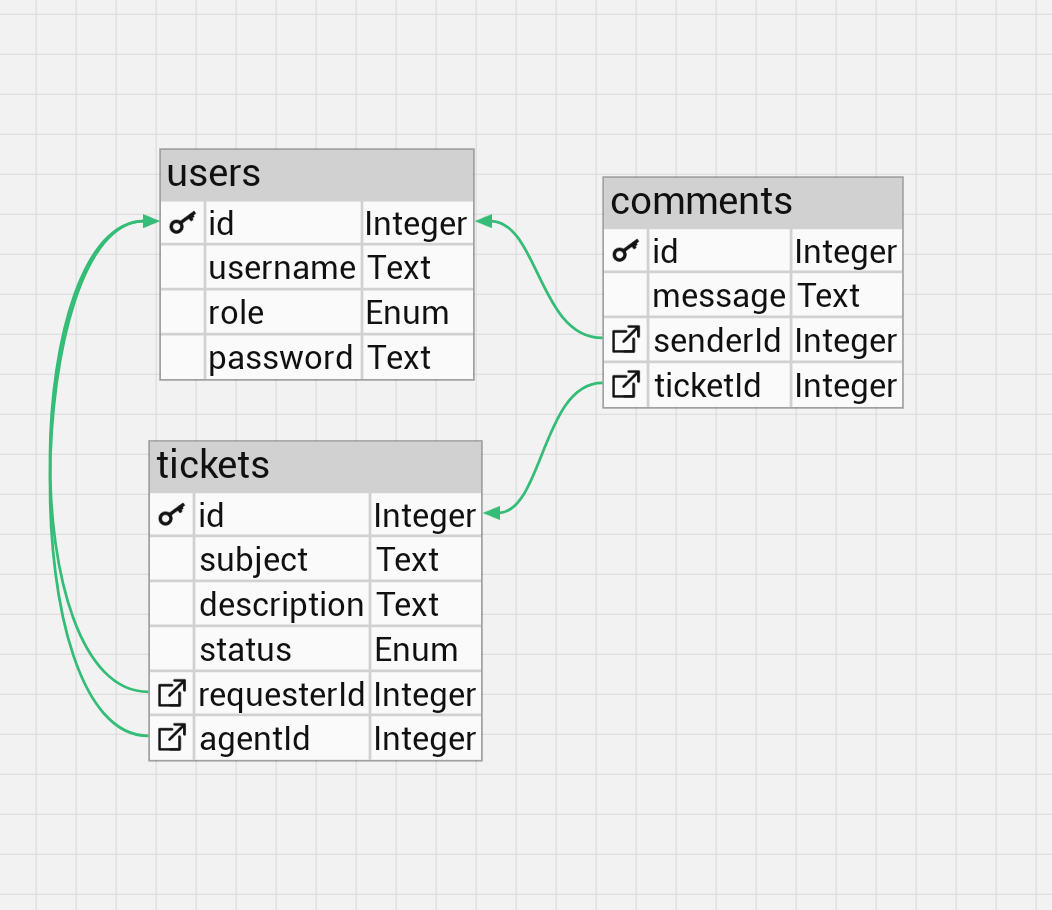 users
id Integer
username Text
role Enum
password Text
comments
id Integer
message Text
senderId Integer
ticketId Integer
tickets
id Integer
subject Text
description Text
status Enum
requesterId Integer
agentId Integer